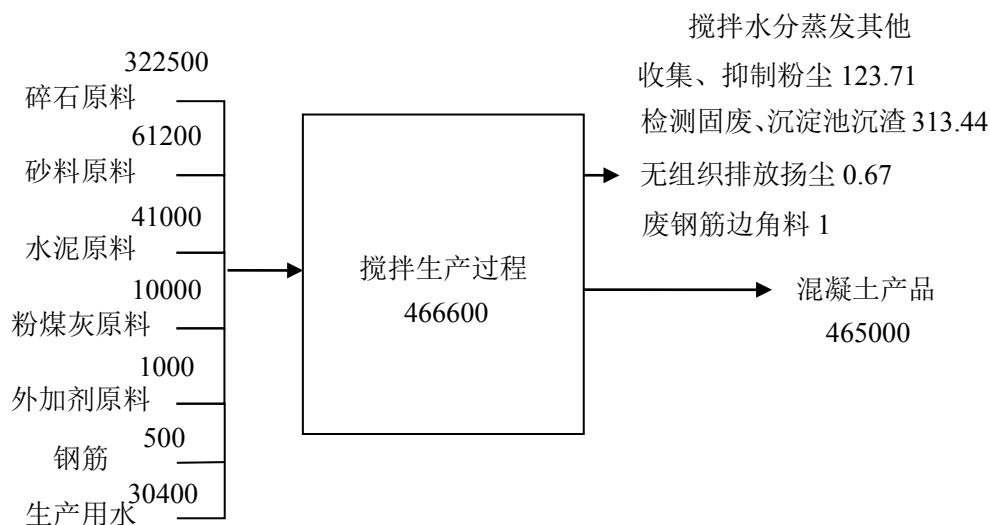 搅拌水分蒸发其他
收集、抑制粉尘 123.71
检测固废、沉淀池沉渣 313.44
无组织排放扬尘 0.67
废钢筋边角料 1
322500
碎石原料
61200
砂料原料
41000
水泥原料
10000
粉煤灰原料
1000
外加剂原料
500
钢筋
30400
生产用水
搅拌生产过程
466600
混凝土产品
465000